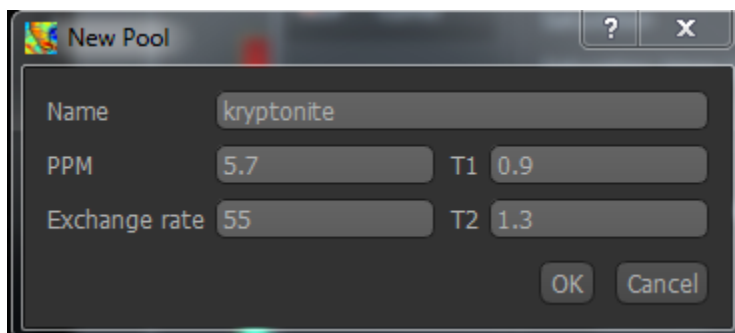 New Pool ? x
Name kryptonite
PPM 5.7 T1 0.9
Exchange rate 55 T2 1.3
OK Cancel